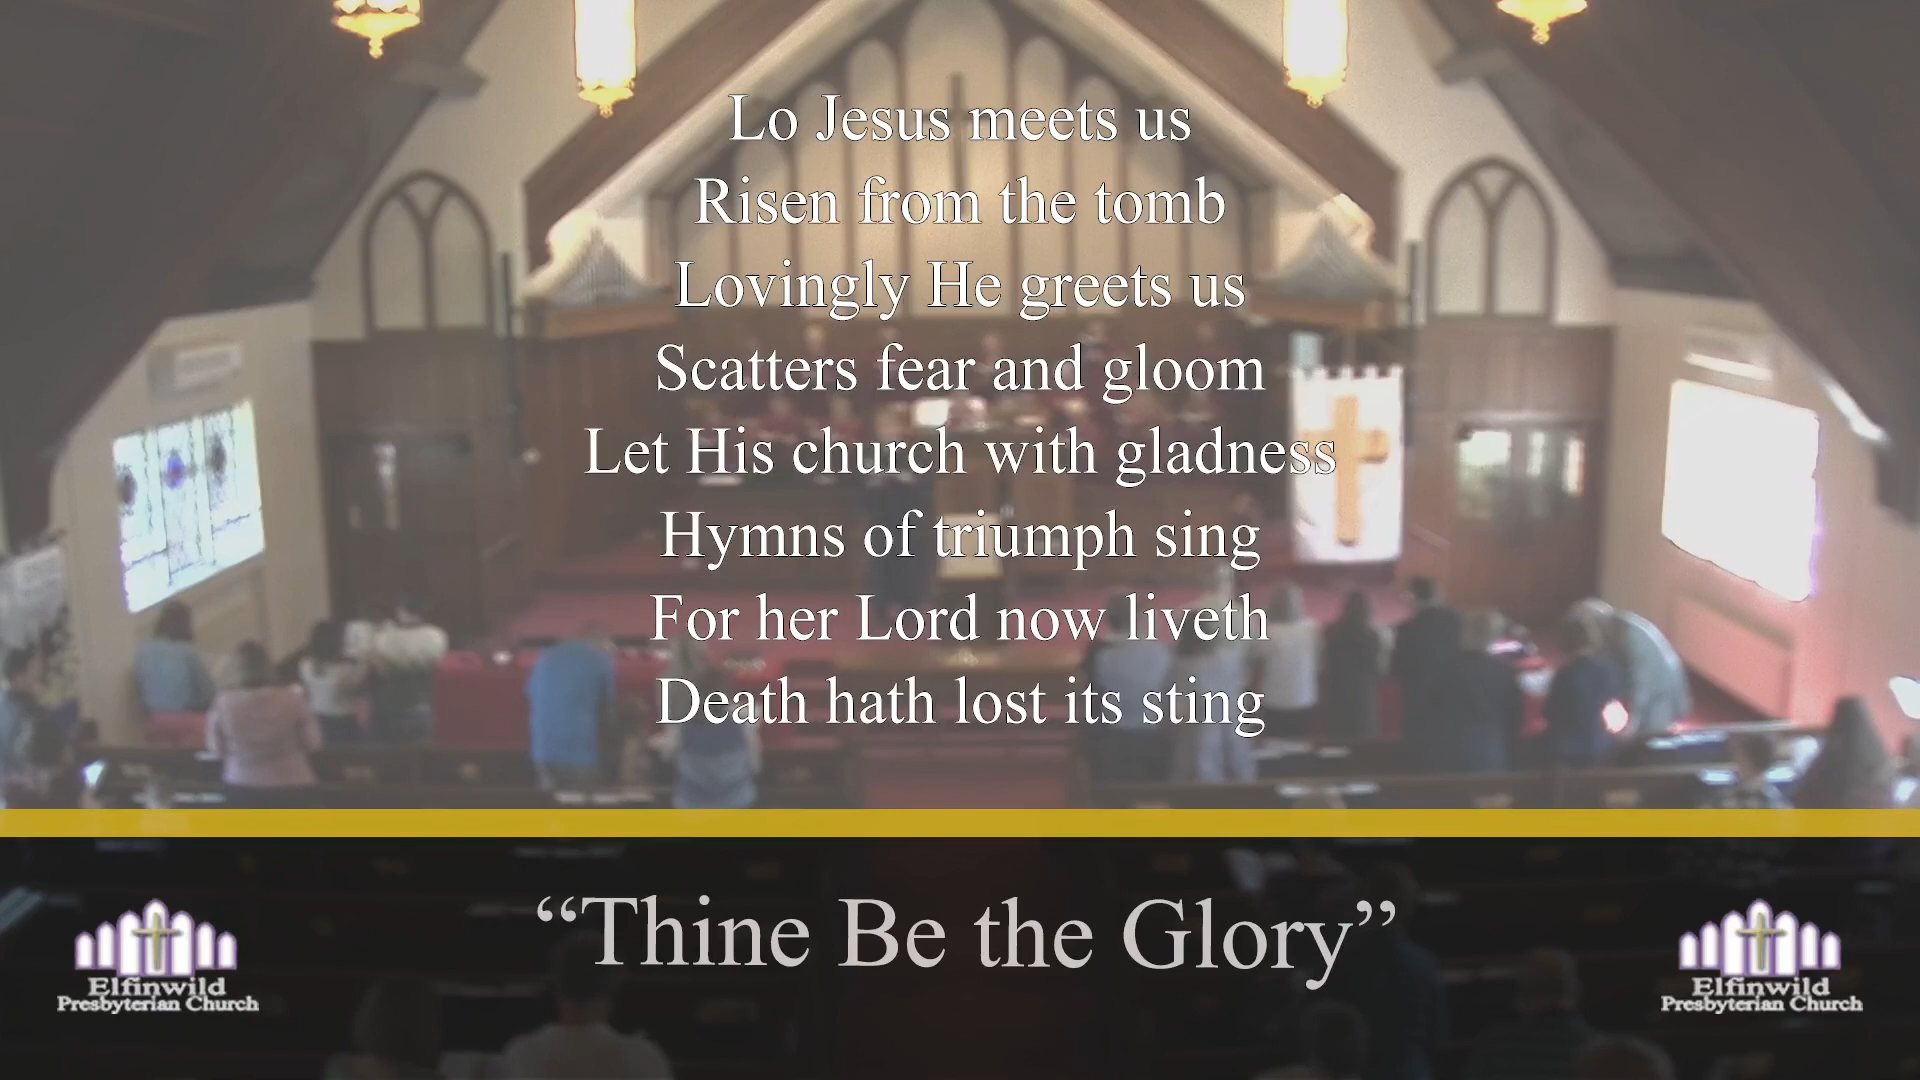 Lo Jesus meets us
Risen from the tomb
Lovingly He greets us
Scatters fear and gloom
Let His church with gladness
Hymns of triumph sing
For her Lord now liveth
Death hath lost its sting
“Thine Be the Glory”
Elfinwild
Presbyterian Church
Elfinwild
Presbyterian Church